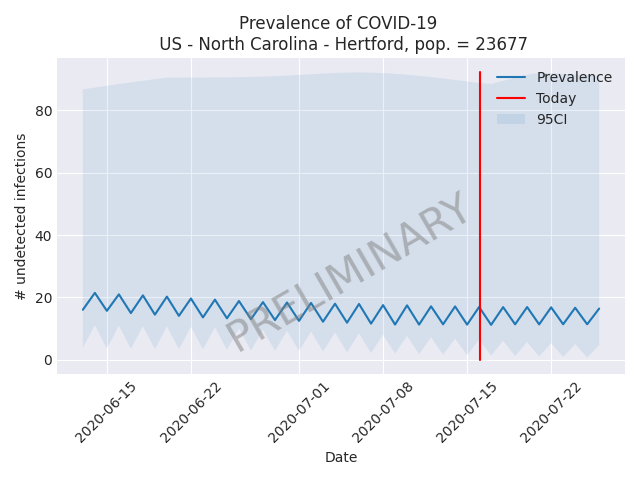 Prevalence of COVID-19
US - North Carolina - Hertford, pop. = 23677
Prevalence
Today
95CI
80
60
40
20
0
# undetected infections
PRELIMINARY
2020-06-15
2020-06-22
2020-07-01
2020-07-08
2020-07-15
2020-07-22
Date